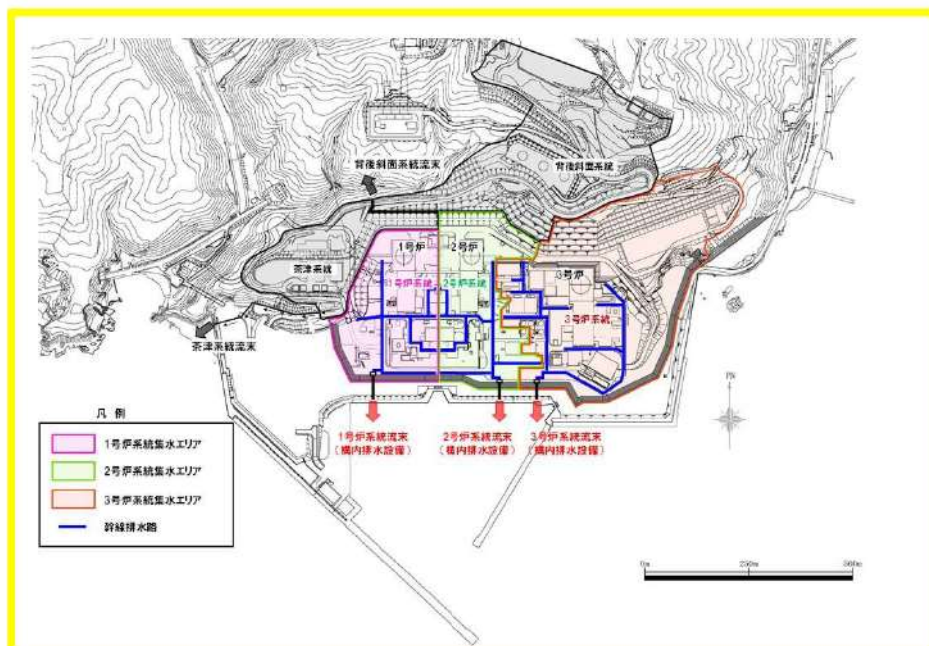 背後斜面系統流末
背後斜面系統
1号炉
2号炉
3号炉
茶津系統
1号炉系統
2号炉系統
3号炉系統
茶津系統流末
PN
1号炉系統流末
(構内排水設備)
2号炉系統流末
(構内排水設備)
3号炉系統流末
(構内排水設備)
凡 例
1号炉系統集水エリア
2号炉系統集水エリア
3号炉系統集水エリア
幹線排水路
0m
250m
500m